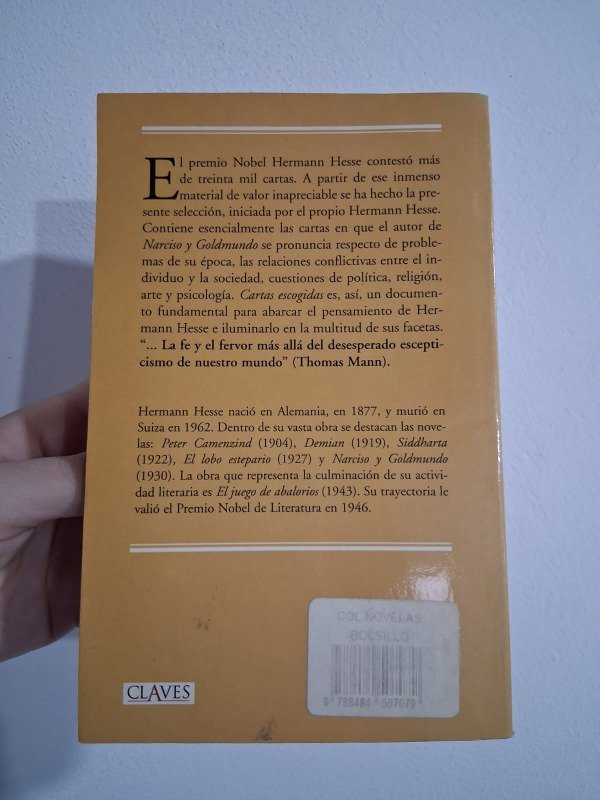 El premio Nobel Hermann Hesse contestó más
de treinta mil cartas. A partir de ese inmenso
material de valor inapreciable se ha hecho la pre-
sente selección, iniciada por el propio Hermann Hesse.
Contiene esencialmente las cartas en que el autor de
Narciso y Goldmundo se pronuncia respecto de proble-
mas de su época, las relaciones conflictivas entre el in-
dividuo y la sociedad, cuestiones de política, religión,
arte y psicología. Cartas escogidas es, así, un documen-
to fundamental para abarcar el pensamiento de Her-
mann Hesse e iluminarlo en la multitud de sus facetas.
“... La fe y el fervor más allá del desesperado escepti-
cismo de nuestro mundo” (Thomas Mann).
Hermann Hesse nació en Alemania, en 1877, y murió en
Suiza en 1962. Dentro de su vasta obra se destacan las nove-
las: Peter Camenzind (1904), Demian (1919), Siddharta
(1922), El lobo estepario (1927) y Narciso y Goldmundo
(1930). La obra que representa la culminación de su activi-
dad literaria es El juego de abalorios (1943). Su trayectoria le
valió el Premio Nobel de Literatura en 1946.
COL NOVELAS
BOLSILLO
9 788484 507079
CLAVES